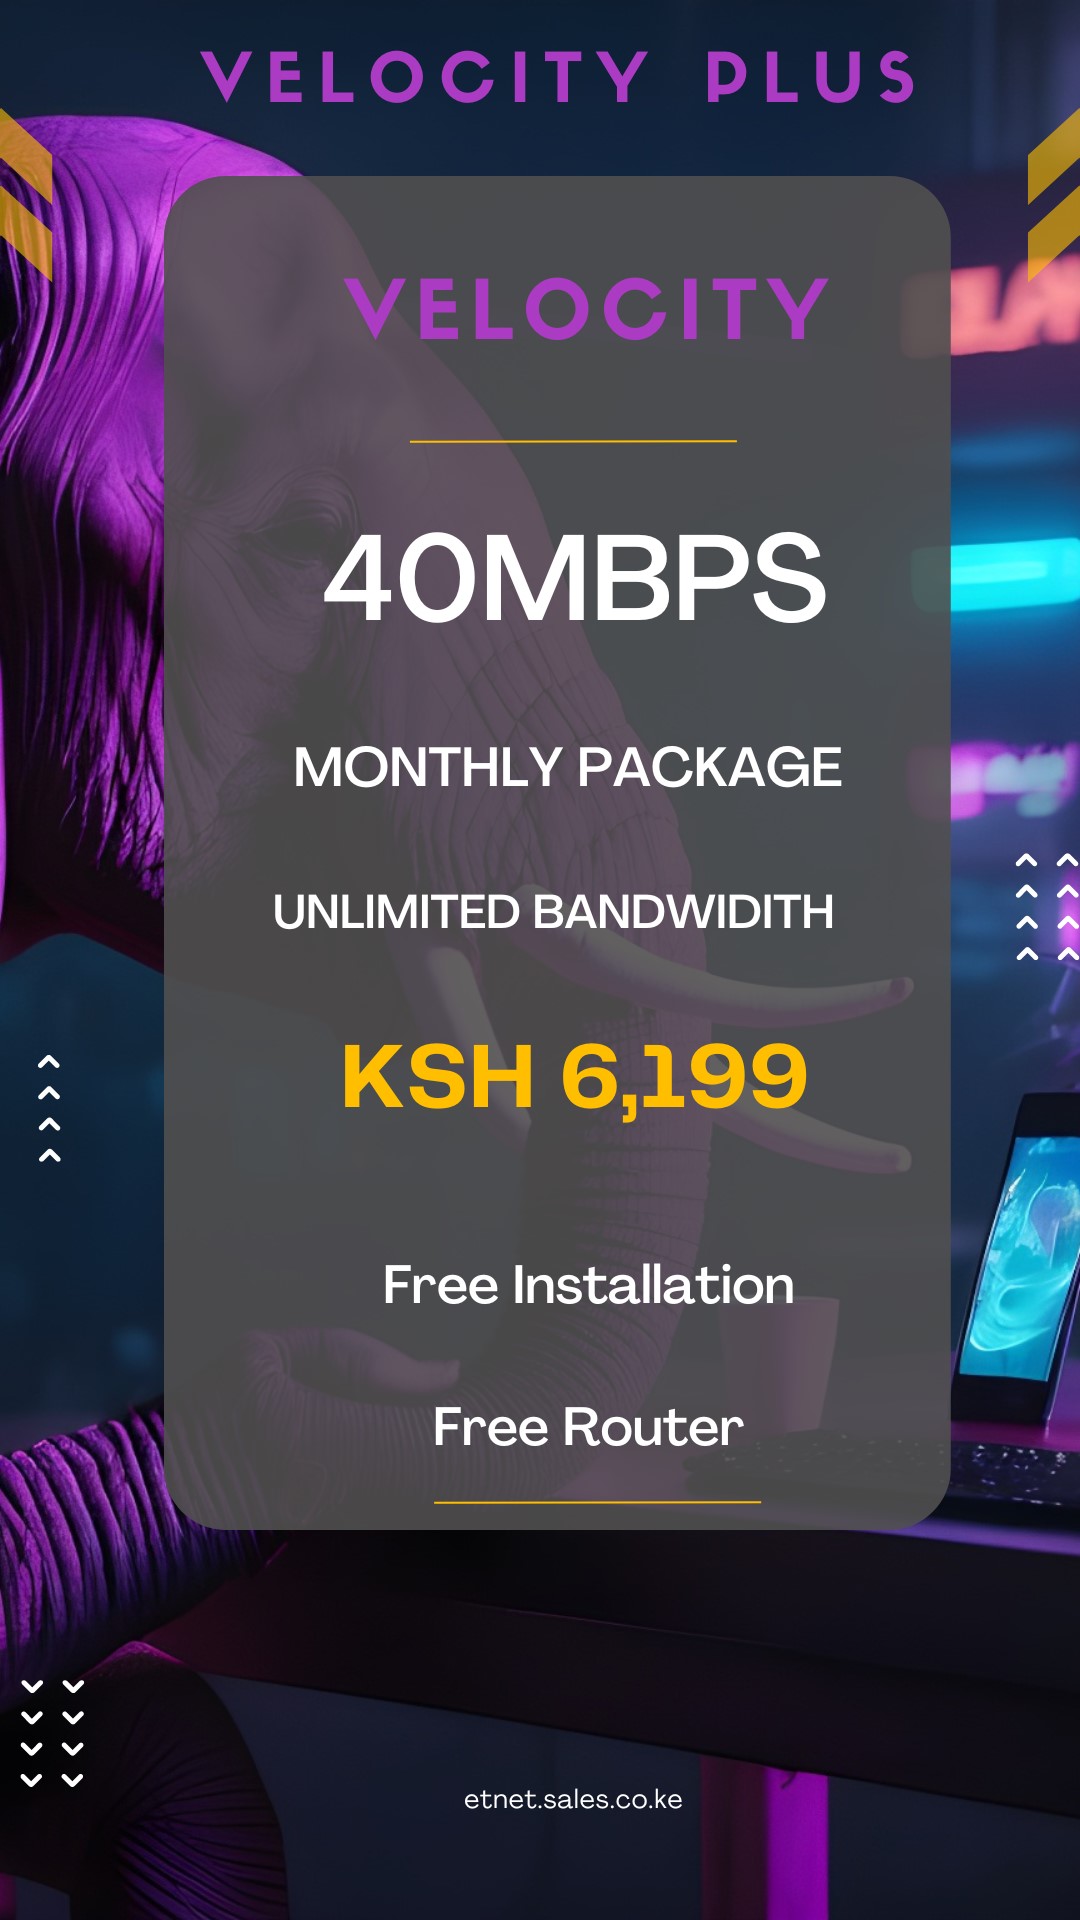 VELOCITY PLUS
VELOCITY
40MBPS
MONTHLY PACKAGE
UNLIMITED BANDWIDITH
KSH 6,199
Free Installation
Free Router
etnet.sales.co.ke